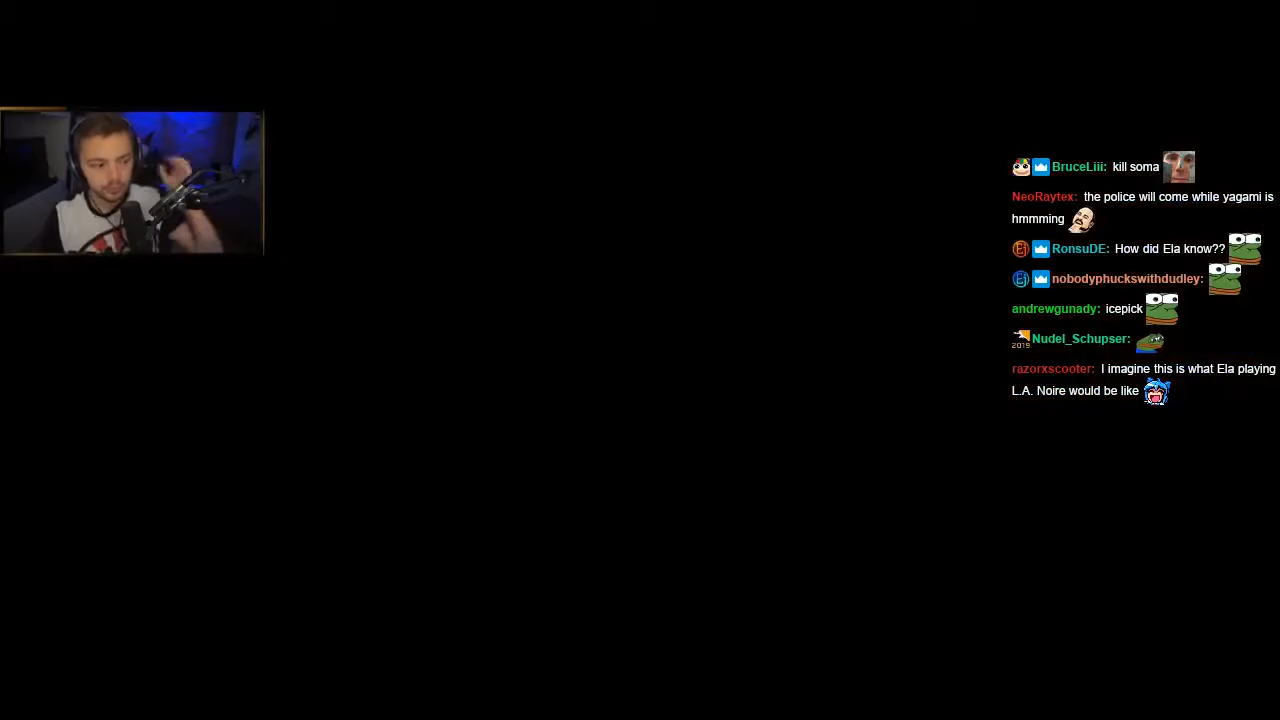 BruceLiii: kill soma
NeoRaytex: the police will come while yagami is
hmmming
RonsuDE: How did Ela know??
nobodyphuckswithdudley:
andrewgunady: icepick
2019 Nudel_Schupser:
razorxscooter: I imagine this is what Ela playing
L.A. Noire would be like